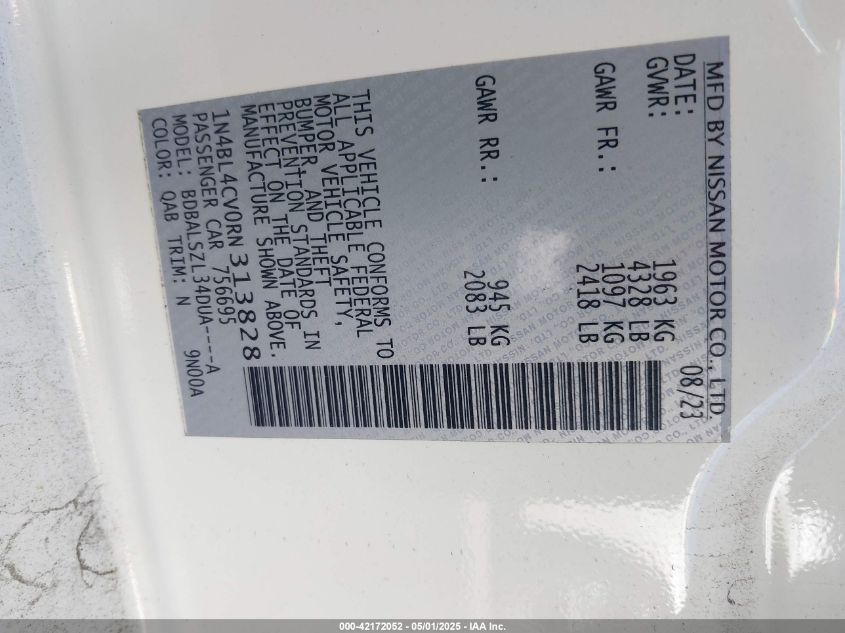 MFD BY NISSAN MOTOR CO., LTD.
DATE: 08/23
GVWR: 1963 KG
4328 LB
GAWR FR.: 1097 KG
2418 LB
GAWR RR.: 945 KG
2083 LB
THIS VEHICLE CONFORMS TO
ALL APPLICABLE FEDERAL
MOTOR VEHICLE SAFETY,
BUMPER, AND THEFT
PREVENTION STANDARDS IN
EFFECT ON THE DATE OF
MANUFACTURE SHOWN ABOVE.
1N4BL4CV0RN313828
PASSENGER CAR 756695
MODEL: BDBALSZL34DUA----A
COLOR: QAB TRIM: N 9N00A
000-42172052 - 05/01/2025 - IAA Inc.